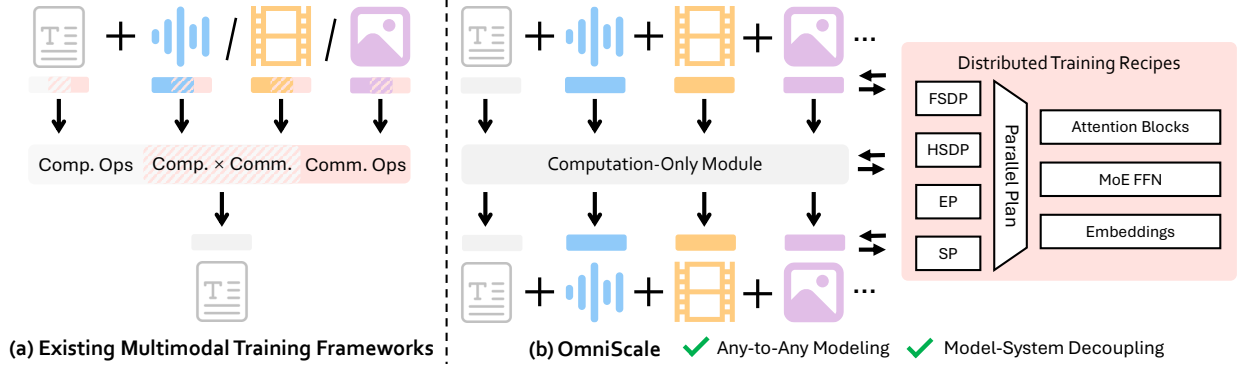 T
T
Distributed Training Recipes
FSDP
HSDP
EP
SP
Parallel Plan
Attention Blocks
MoE FFN
Embeddings
Comp. Ops
Comp. × Comm.
Comm. Ops
Computation-Only Module
T
T
(a) Existing Multimodal Training Frameworks
(b) OmniScale
Any-to-Any Modeling
Model-System Decoupling